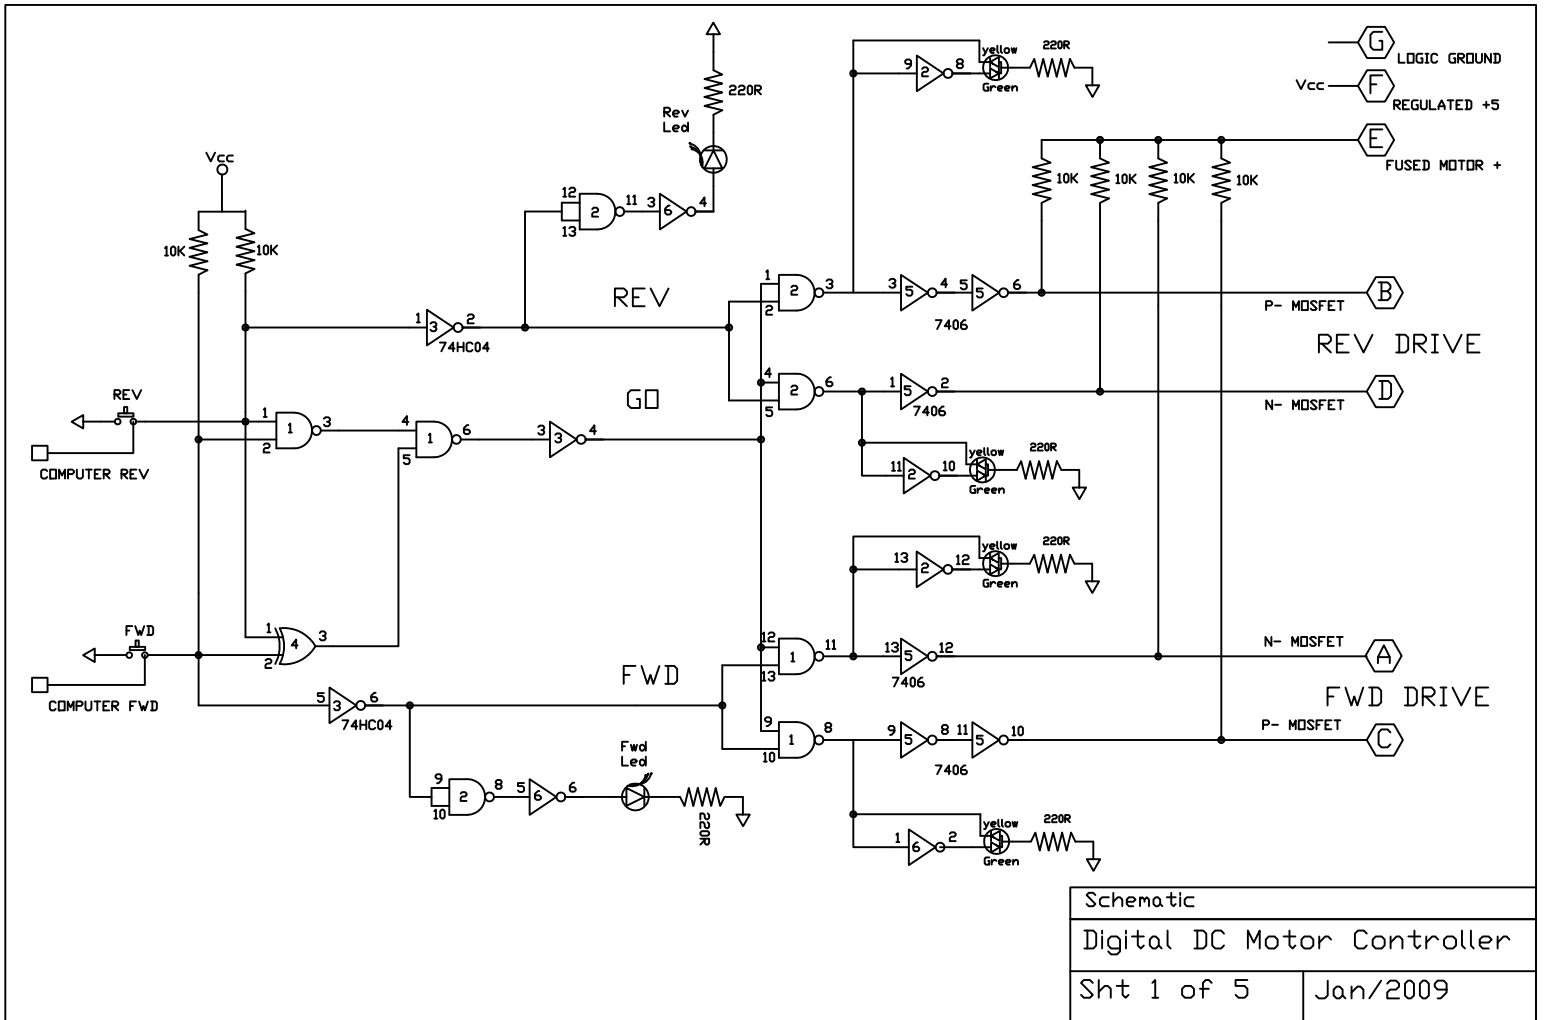 yellow
220R
9 2 8
Green
G
LOGIC GROUND
Vcc F
REGULATED +5
E
FUSED MOTOR +
220R
Rev
Led
Vcc
12
2 11 3 6 4
13
10K 10K 10K 10K
10K 10K
REV
1
2 3 3 5 4 5 5 6
2
7406
B
P- MOSFET
REV DRIVE
1 3 2
74HC04
4
2 6 1 5 2
5
7406
D
N- MOSFET
REV
GO
1
1 3
2
4
1 6
5
3 3 4
COMPUTER REV
yellow
220R
11 2 10
Green
yellow
220R
13 2 12
Green
FWD
1
4 3
2
12
1 11 13 5 12
13
7406
N- MOSFET
A
FWD
FWD DRIVE
COMPUTER FWD
5 3 6
74HC04
9
1 8 9 5 8 11 5 10
10
7406
P- MOSFET
C
Fwd
Led
9
2 8 5 6 6
10
220R
yellow
220R
1 6 2
Green
Schematic
Digital DC Motor Controller
Sht 1 of 5
Jan/2009